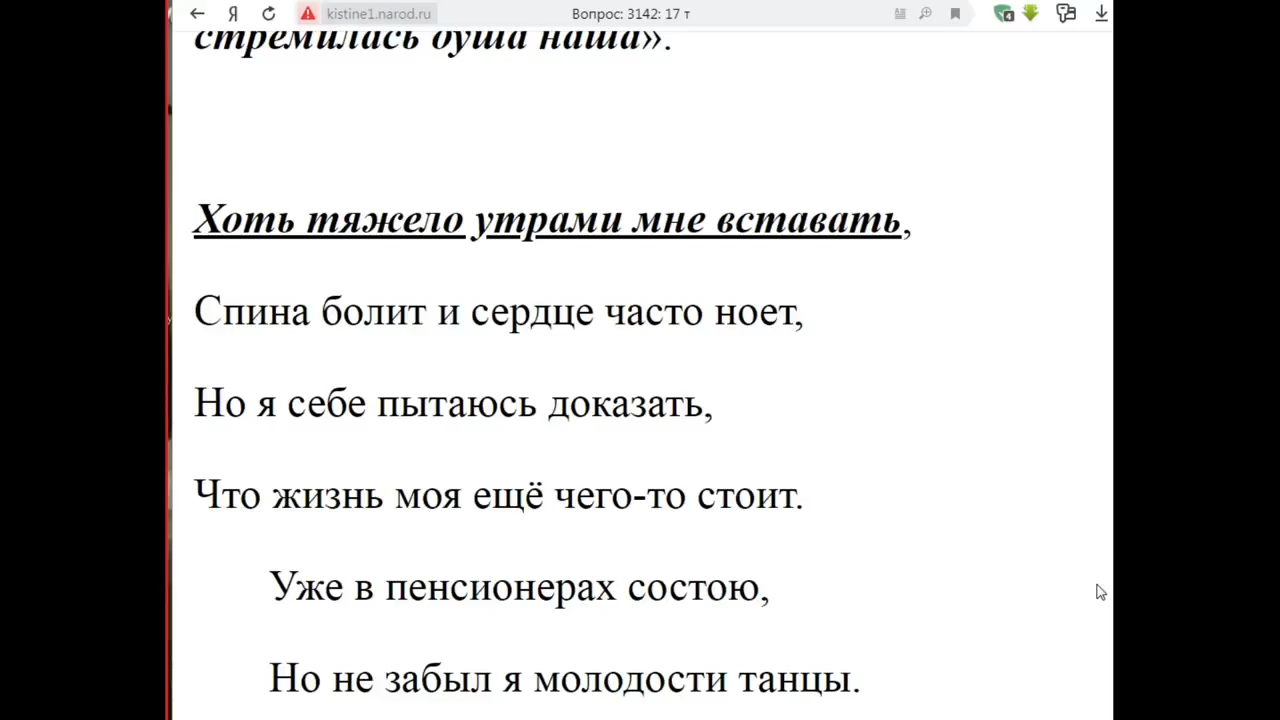 Я kistine1.narod.ru Вопрос: 3142: 17 т 4
стремилась душа наша».
Хоть тяжело утрами мне вставать,
Спина болит и сердце часто ноет,
Но я себе пытаюсь доказать,
Что жизнь моя ещё чего-то стоит.
Уже в пенсионерах состою,
Но не забыл я молодости танцы.